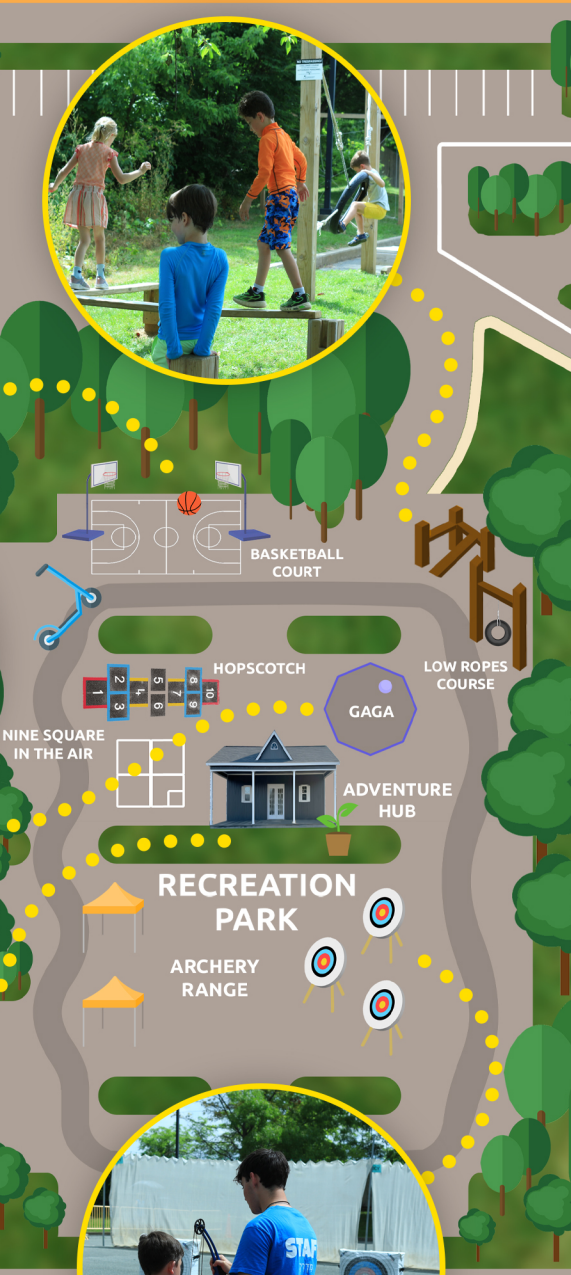 BASKETBALL
COURT
HOPSCOTCH
1
2
3
4
5
6
7
8
9
10
GAGA
LOW ROPES
COURSE
NINE SQUARE
IN THE AIR
ADVENTURE
HUB
RECREATION
PARK
ARCHERY
RANGE
STAF